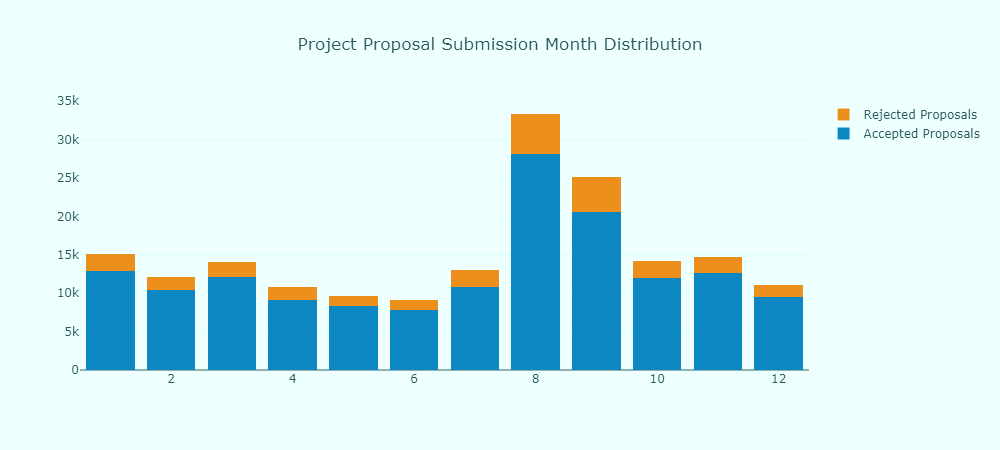 Project Proposal Submission Month Distribution
35k
30k
25k
20k
15k
10k
5k
0
2 4 6 8 10 12
Rejected Proposals
Accepted Proposals